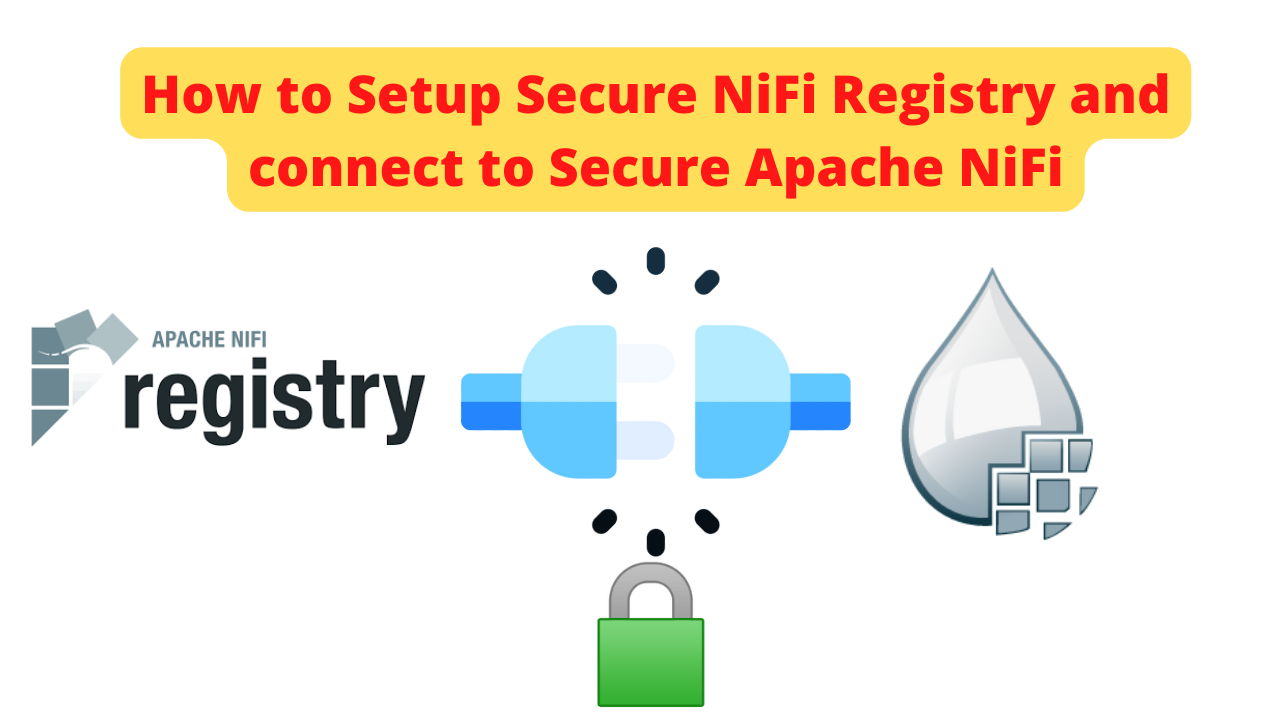 How to Setup Secure NiFi Registry and
connect to Secure Apache NiFi
APACHE NIFI
registry